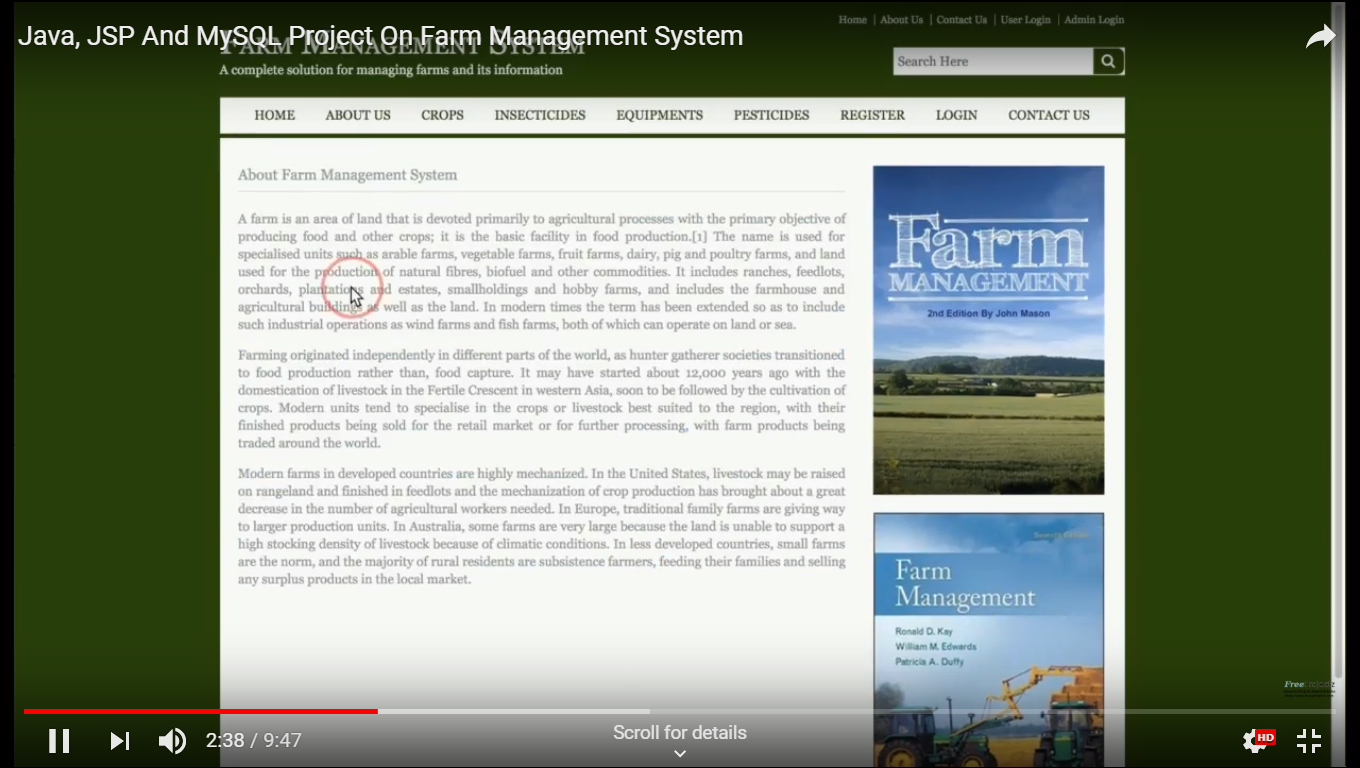 Java, JSP And MySQL Project On Farm Management System
Home | About Us | Contact Us | User Login | Admin Login
FARM MANAGEMENT SYSTEM
A complete solution for managing farms and its information
Search Here
HOME ABOUT US CROPS INSECTICIDES EQUIPMENTS PESTICIDES REGISTER LOGIN CONTACT US
About Farm Management System
A farm is an area of land that is devoted primarily to agricultural processes with the primary objective of
producing food and other crops; it is the basic facility in food production.[1] The name is used for
specialised units such as arable farms, vegetable farms, fruit farms, dairy, pig and poultry farms, and land
used for the production of natural fibres, biofuel and other commodities. It includes ranches, feedlots,
orchards, plantations and estates, smallholdings and hobby farms, and includes the farmhouse and
agricultural buildings as well as the land. In modern times the term has been extended so as to include
such industrial operations as wind farms and fish farms, both of which can operate on land or sea.
Farming originated independently in different parts of the world, as hunter gatherer societies transitioned
to food production rather than, food capture. It may have started about 12,000 years ago with the
domestication of livestock in the Fertile Crescent in western Asia, soon to be followed by the cultivation of
crops. Modern units tend to specialise in the crops or livestock best suited to the region, with their
finished products being sold for the retail market or for further processing, with farm products being
traded around the world.
Modern farms in developed countries are highly mechanized. In the United States, livestock may be raised
on rangeland and finished in feedlots and the mechanization of crop production has brought about a great
decrease in the number of agricultural workers needed. In Europe, traditional family farms are giving way
to larger production units. In Australia, some farms are very large because the land is unable to support a
high stocking density of livestock because of climatic conditions. In less developed countries, small farms
are the norm, and the majority of rural residents are subsistence farmers, feeding their families and selling
any surplus products in the local market.
Farm
MANAGEMENT
2nd Edition By John Mason
Seventh Edition
Farm
Management
Ronald D. Kay
William M. Edwards
Patricia A. Duffy
Free
2:38 / 9:47
Scroll for details
HD